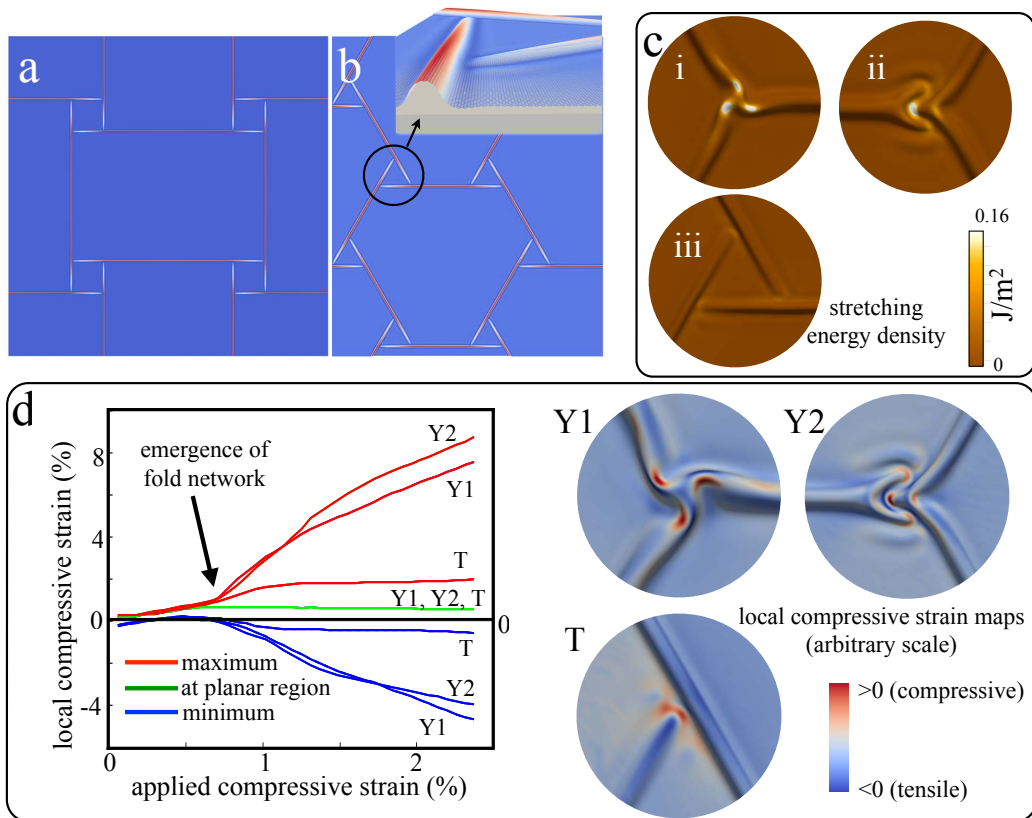 a
b
c
i
ii
iii
0.16
J/m²
0
stretching
energy density
d
local compressive strain (%)
8
4
0
-4
emergence of
fold network
Y2
Y1
T
Y1, Y2, T
0
T
Y2
Y1
maximum
at planar region
minimum
0
1
2
applied compressive strain (%)
Y1
Y2
T
local compressive strain maps
(arbitrary scale)
>0 (compressive)
<0 (tensile)